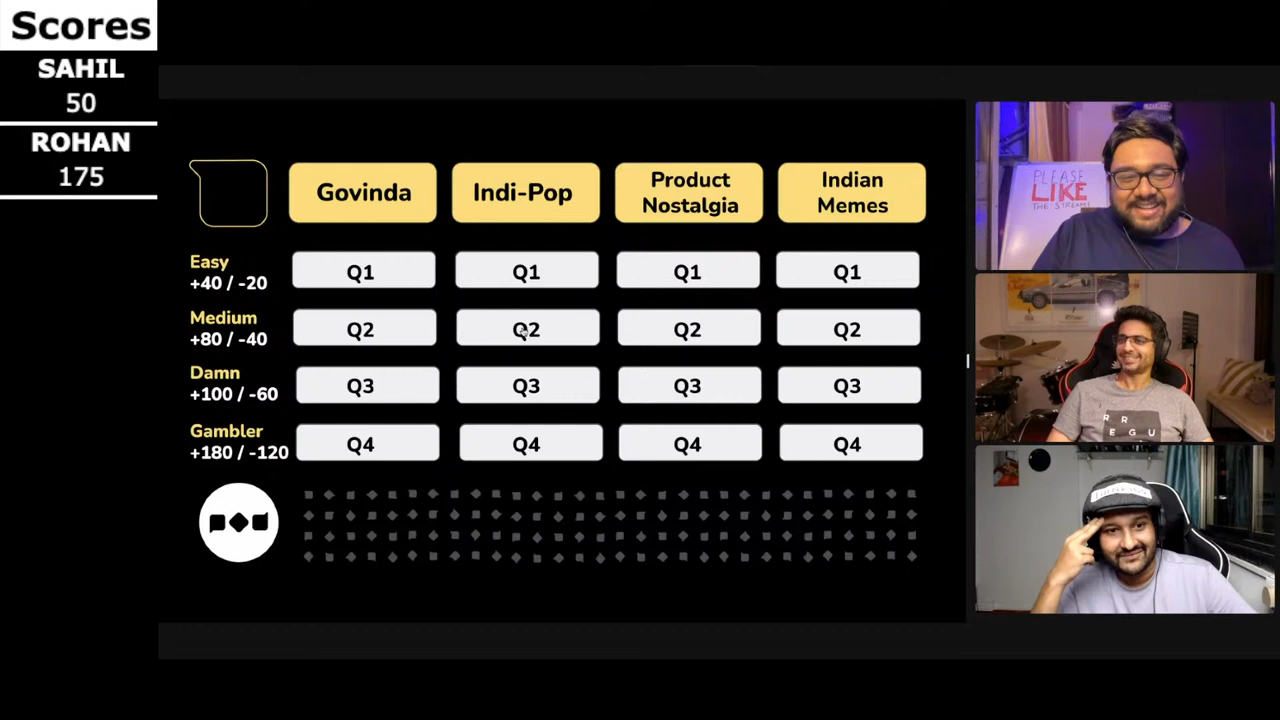 Scores
SAHIL
50
ROHAN
175
Govinda
Indi-Pop
Product
Nostalgia
Indian
Memes
Easy
+40 / -20
Q1
Q1
Q1
Q1
Medium
+80 / -40
Q2
Q2
Q2
Q2
Damn
+100 / -60
Q3
Q3
Q3
Q3
Gambler
+180 / -120
Q4
Q4
Q4
Q4
PLEASE
LIKE
THE STREAM!
R R
E G U